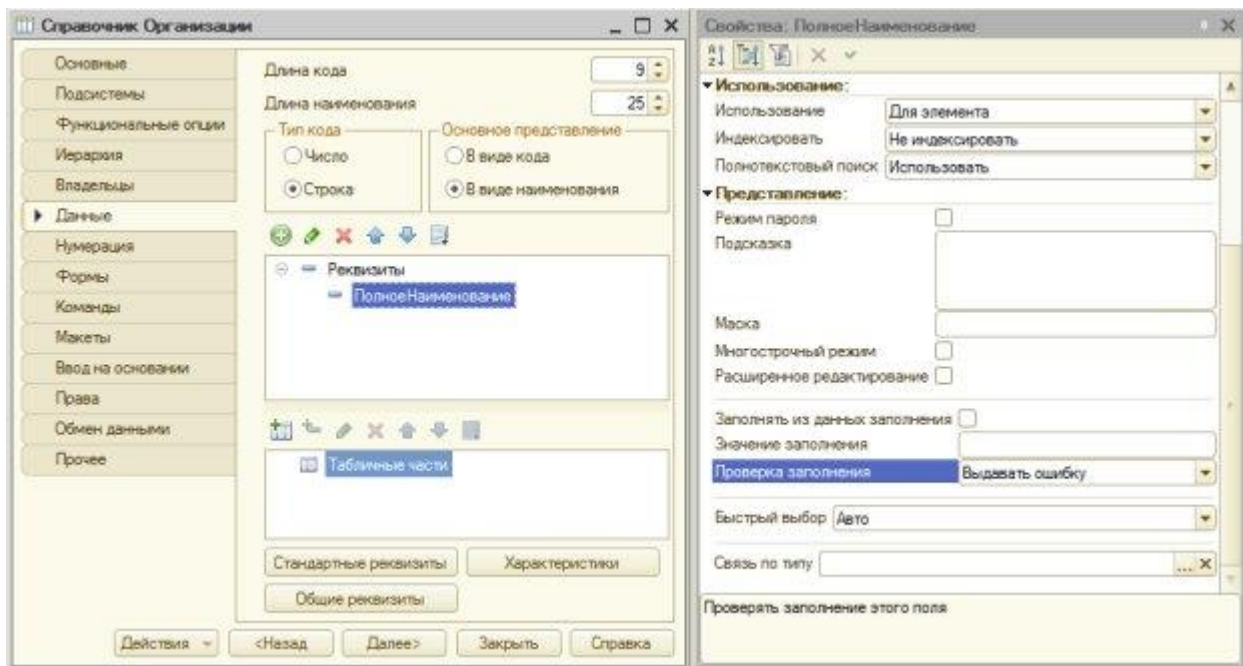 Справочник Организации
Основные
Подсистемы
Функциональные опции
Иерархия
Владельцы
Данные
Нумерация
Формы
Команды
Макеты
Ввод на основании
Права
Обмен данными
Прочее
Длина кода 9
Длина наименования 25
Тип кода
Число
Строка
Основное представление
В виде кода
В виде наименования
Реквизиты
ПолноеНаименование
Табличные части
Стандартные реквизиты Характеристики
Общие реквизиты
Действия <Назад Далее> Закрыть Справка
Свойства: ПолноеНаименование
Использование:
Использование Для элемента
Индексировать Не индексировать
Полнотекстовый поиск Использовать
Представление:
Режим пароля
Подсказка
Маска
Многострочный режим
Расширенное редактирование
Заполнять из данных заполнения
Значение заполнения
Проверка заполнения Выдавать ошибку
Быстрый выбор Авто
Связь по типу ...
Проверять заполнение этого поля